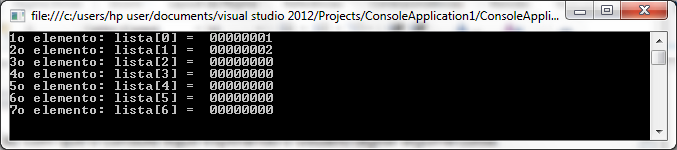 file:///c:/users/hp user/documents/visual studio 2012/Projects/ConsoleApplication1/ConsoleAppli...
1o elemento: lista[0] =  00000001
2o elemento: lista[1] =  00000002
3o elemento: lista[2] =  00000000
4o elemento: lista[3] =  00000000
5o elemento: lista[4] =  00000000
6o elemento: lista[5] =  00000000
7o elemento: lista[6] =  00000000